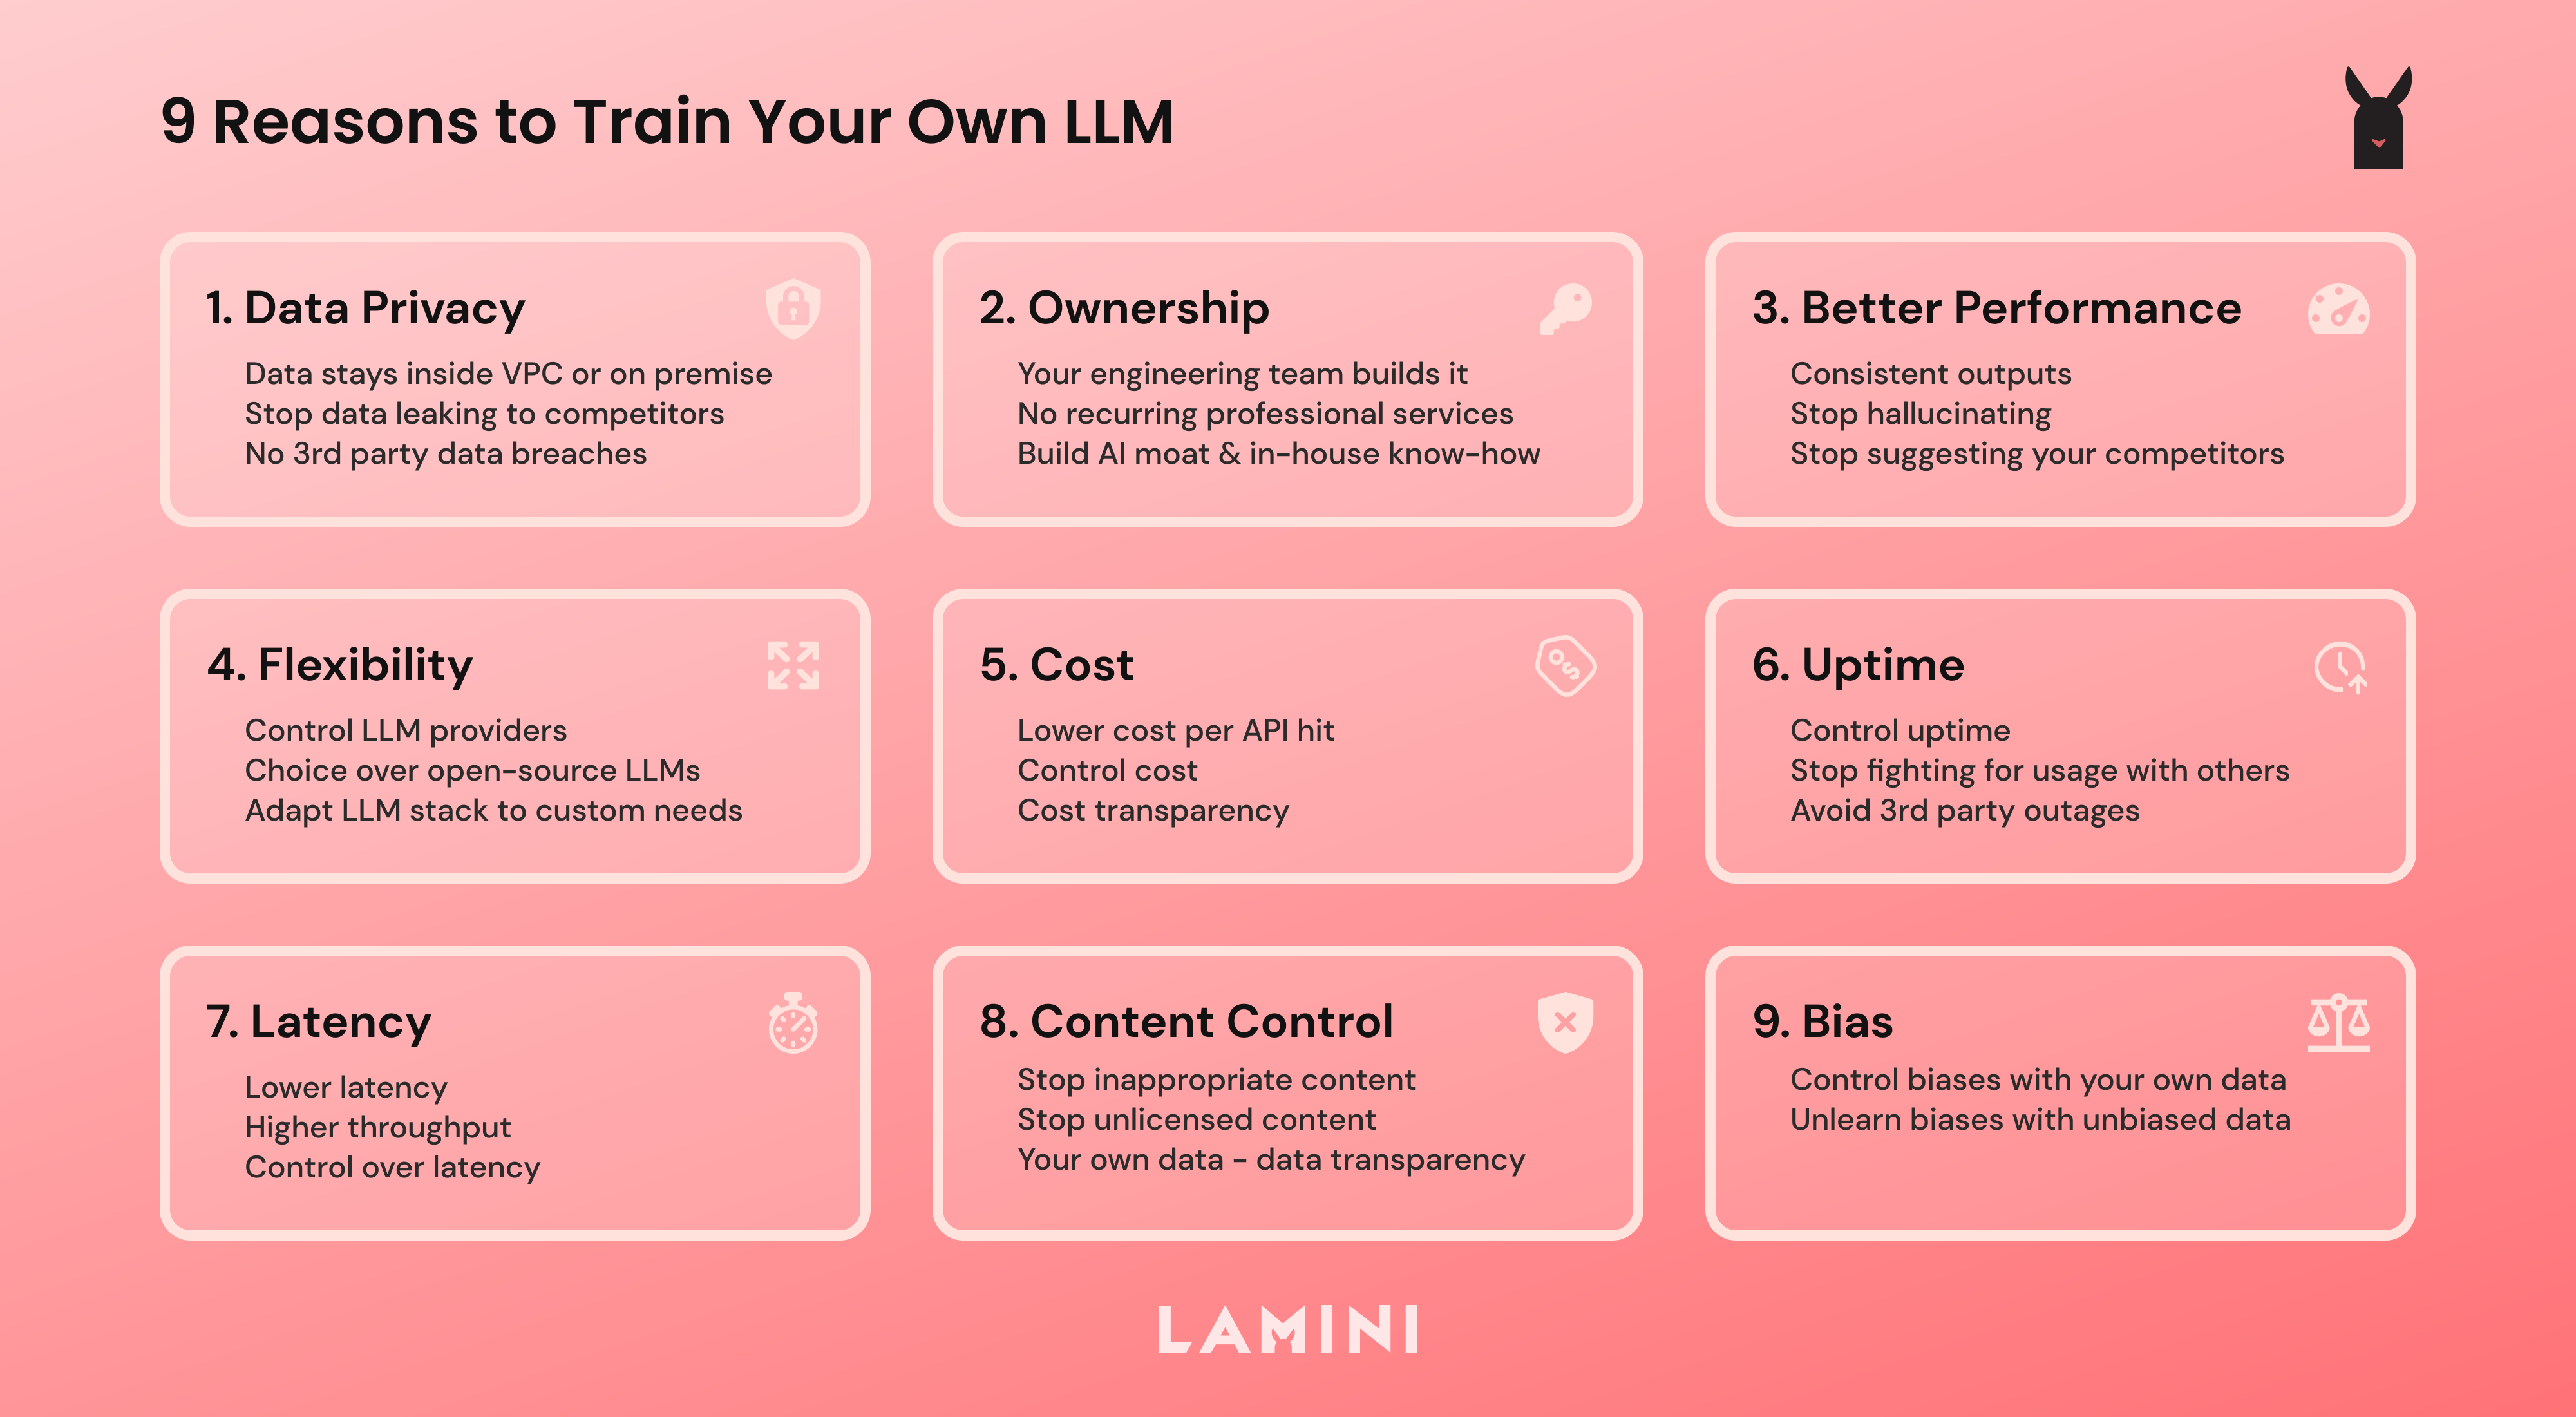 9 Reasons to Train Your Own LLM
1. Data Privacy
Data stays inside VPC or on premise
Stop data leaking to competitors
No 3rd party data breaches
2. Ownership
Your engineering team builds it
No recurring professional services
Build AI moat & in-house know-how
3. Better Performance
Consistent outputs
Stop hallucinating
Stop suggesting your competitors
4. Flexibility
Control LLM providers
Choice over open-source LLMs
Adapt LLM stack to custom needs
5. Cost
Lower cost per API hit
Control cost
Cost transparency
6. Uptime
Control uptime
Stop fighting for usage with others
Avoid 3rd party outages
7. Latency
Lower latency
Higher throughput
Control over latency
8. Content Control
Stop inappropriate content
Stop unlicensed content
Your own data - data transparency
9. Bias
Control biases with your own data
Unlearn biases with unbiased data
LAMINI